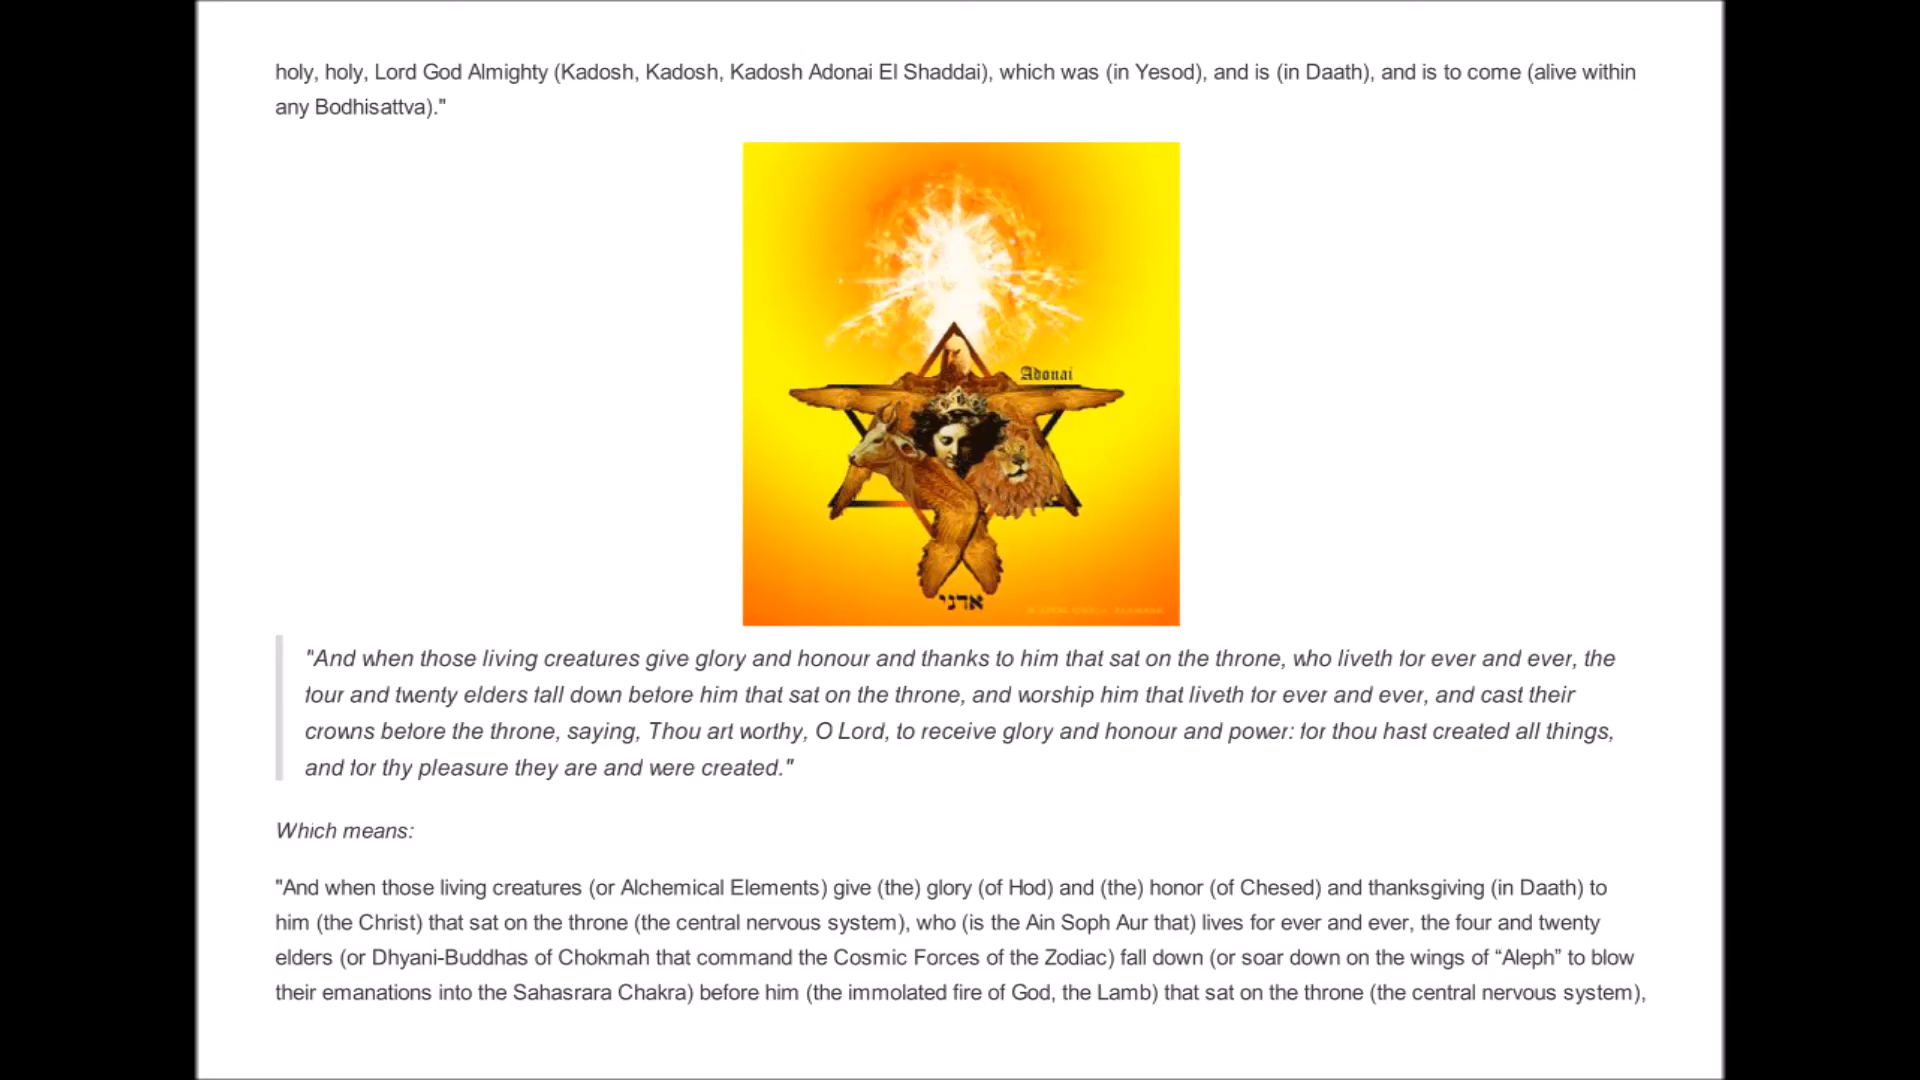 holy, holy, Lord God Almighty (Kadosh, Kadosh, Kadosh Adonai El Shaddai), which was (in Yesod), and is (in Daath), and is to come (alive within
any Bodhisattva)."
Adonai
אדני
"And when those living creatures give glory and honour and thanks to him that sat on the throne, who liveth for ever and ever, the
four and twenty elders fall down before him that sat on the throne, and worship him that liveth for ever and ever, and cast their
crowns before the throne, saying, Thou art worthy, O Lord, to receive glory and honour and power: for thou hast created all things,
and for thy pleasure they are and were created."
Which means:
"And when those living creatures (or Alchemical Elements) give (the) glory (of Hod) and (the) honor (of Chesed) and thanksgiving (in Daath) to
him (the Christ) that sat on the throne (the central nervous system), who (is the Ain Soph Aur that) lives for ever and ever, the four and twenty
elders (or Dhyani-Buddhas of Chokmah that command the Cosmic Forces of the Zodiac) fall down (or soar down on the wings of “Aleph” to blow
their emanations into the Sahasrara Chakra) before him (the immolated fire of God, the Lamb) that sat on the throne (the central nervous system),